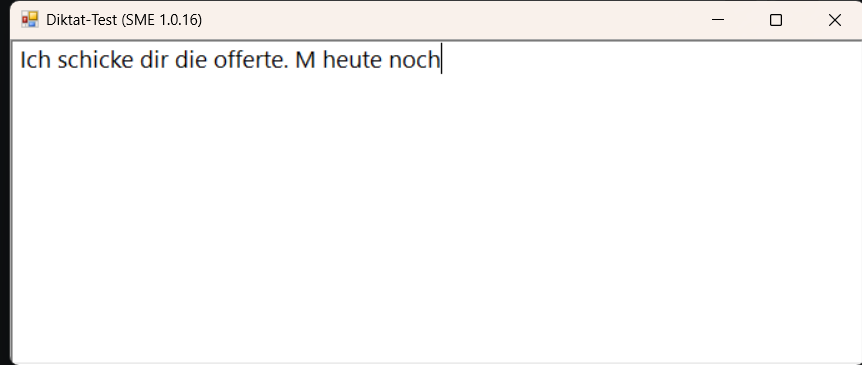 Diktat-Test (SME 1.0.16)
Ich schicke dir die offerte. M heute noch